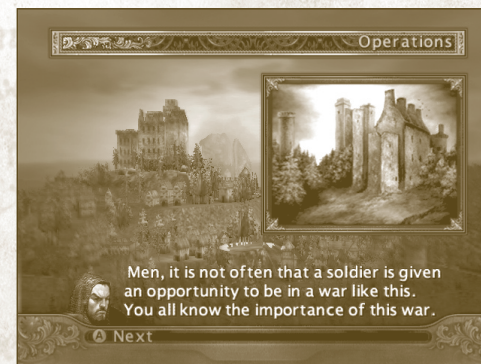 Operations
Men, it is not often that a soldier is given
an opportunity to be in a war like this.
You all know the importance of this war.
A Next